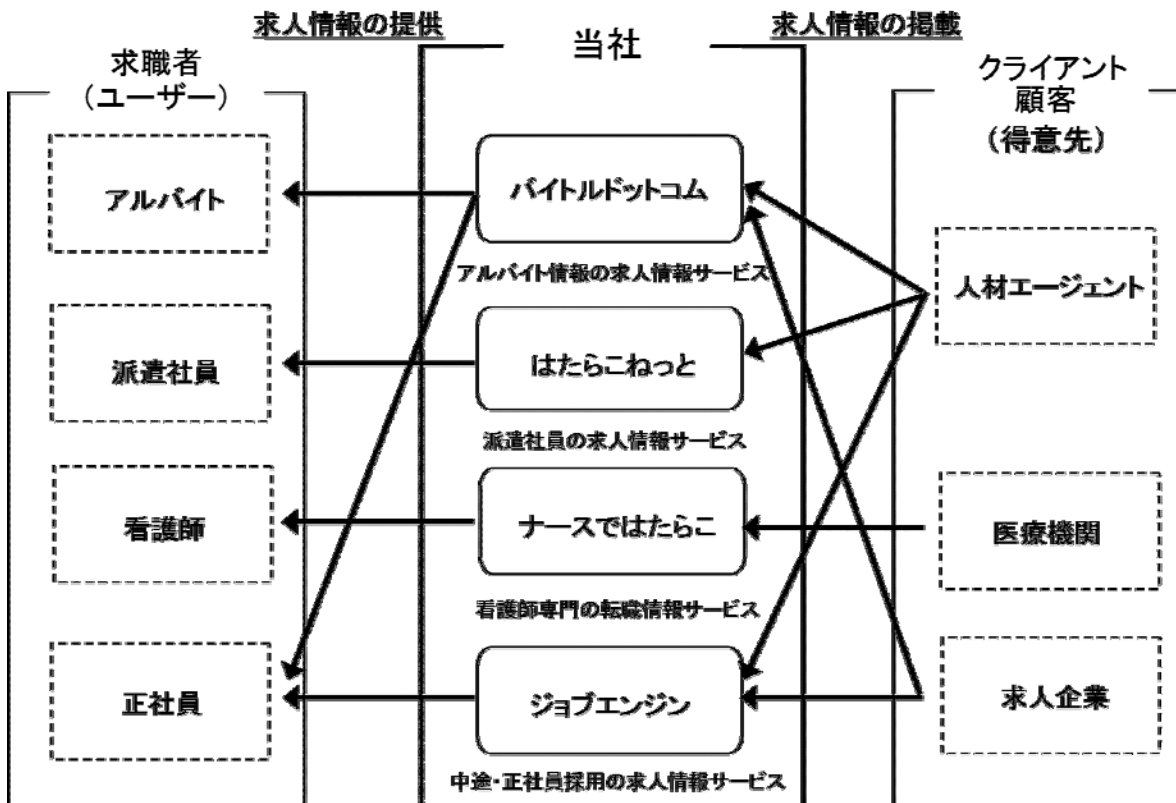 求人情報の提供
求人情報の掲載
当社
求職者
（ユーザー）
クライアント
顧客
（得意先）
アルバイト
派遣社員
看護師
正社員
バイトルドットコム
アルバイト情報の求人情報サービス
はたらこねっと
派遣社員の求人情報サービス
ナースではたらこ
看護師専門の転職情報サービス
ジョブエンジン
中途・正社員採用の求人情報サービス
人材エージェント
医療機関
求人企業